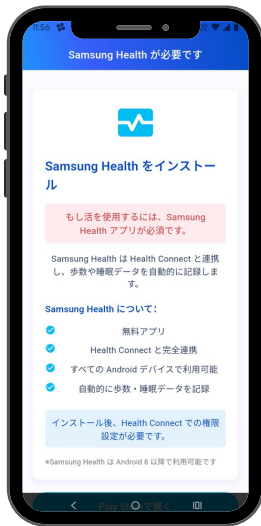 11:56
Samsung Health が必要です
Samsung Health をインストー
ル
もし活を使用するには、Samsung
Health アプリが必須です。
Samsung Health は Health Connect と連携
し、歩数や睡眠データを自動的に記録しま
す。
Samsung Health について：
無料アプリ
Health Connect と完全連携
すべての Android デバイスで利用可能
自動的に歩数・睡眠データを記録
インストール後、Health Connect での権限
設定が必要です。
*Samsung Health は Android 8 以降で利用可能です
Play Storeで開く